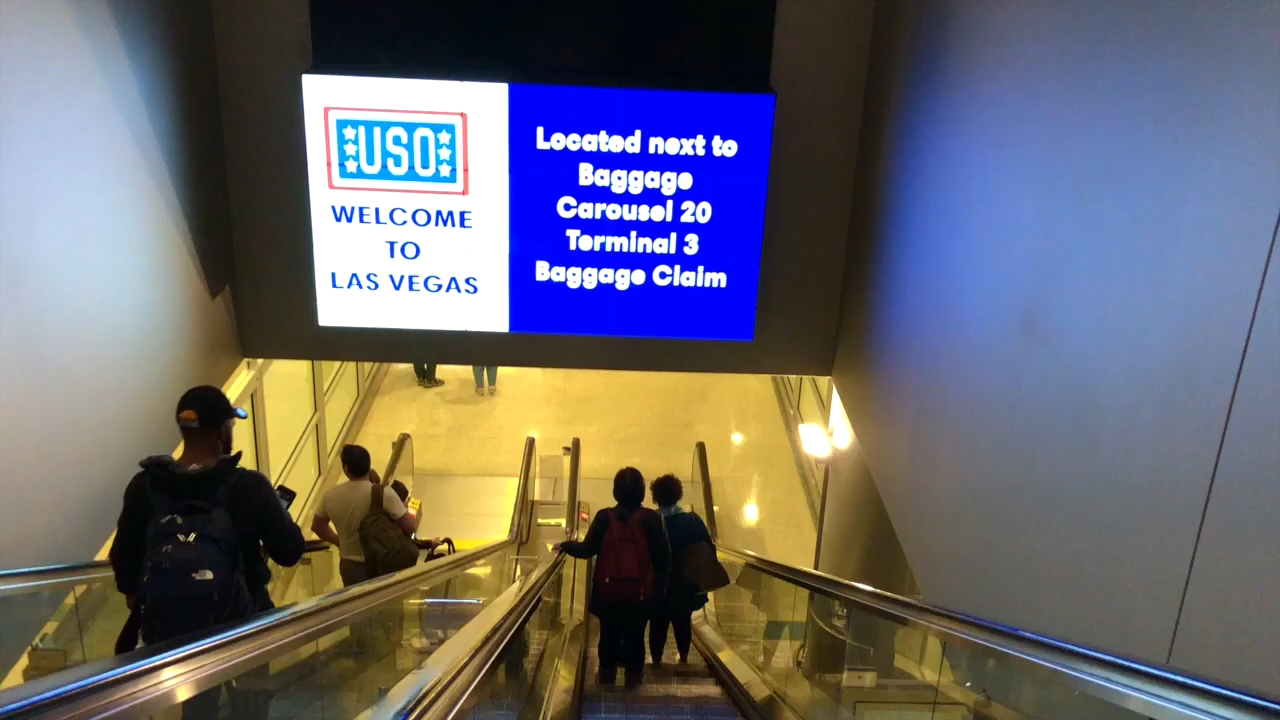 USO
WELCOME
TO
LAS VEGAS
Located next to
Baggage
Carousel 20
Terminal 3
Baggage Claim